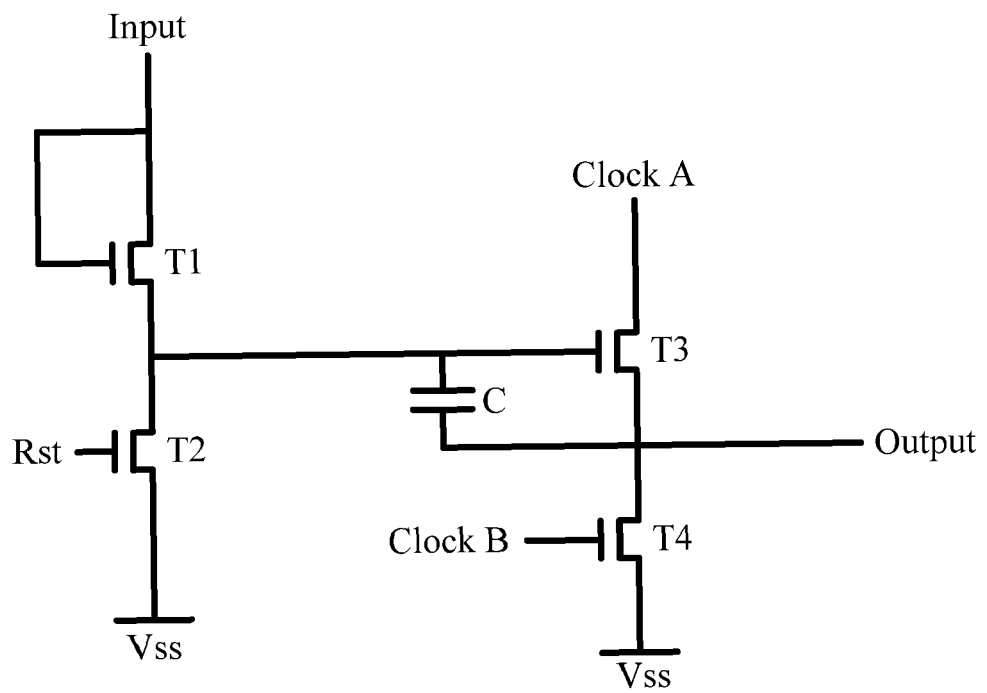 Input
Clock A
T1
T3
C
Rst
T2
Output
Clock B
T4
Vss
Vss